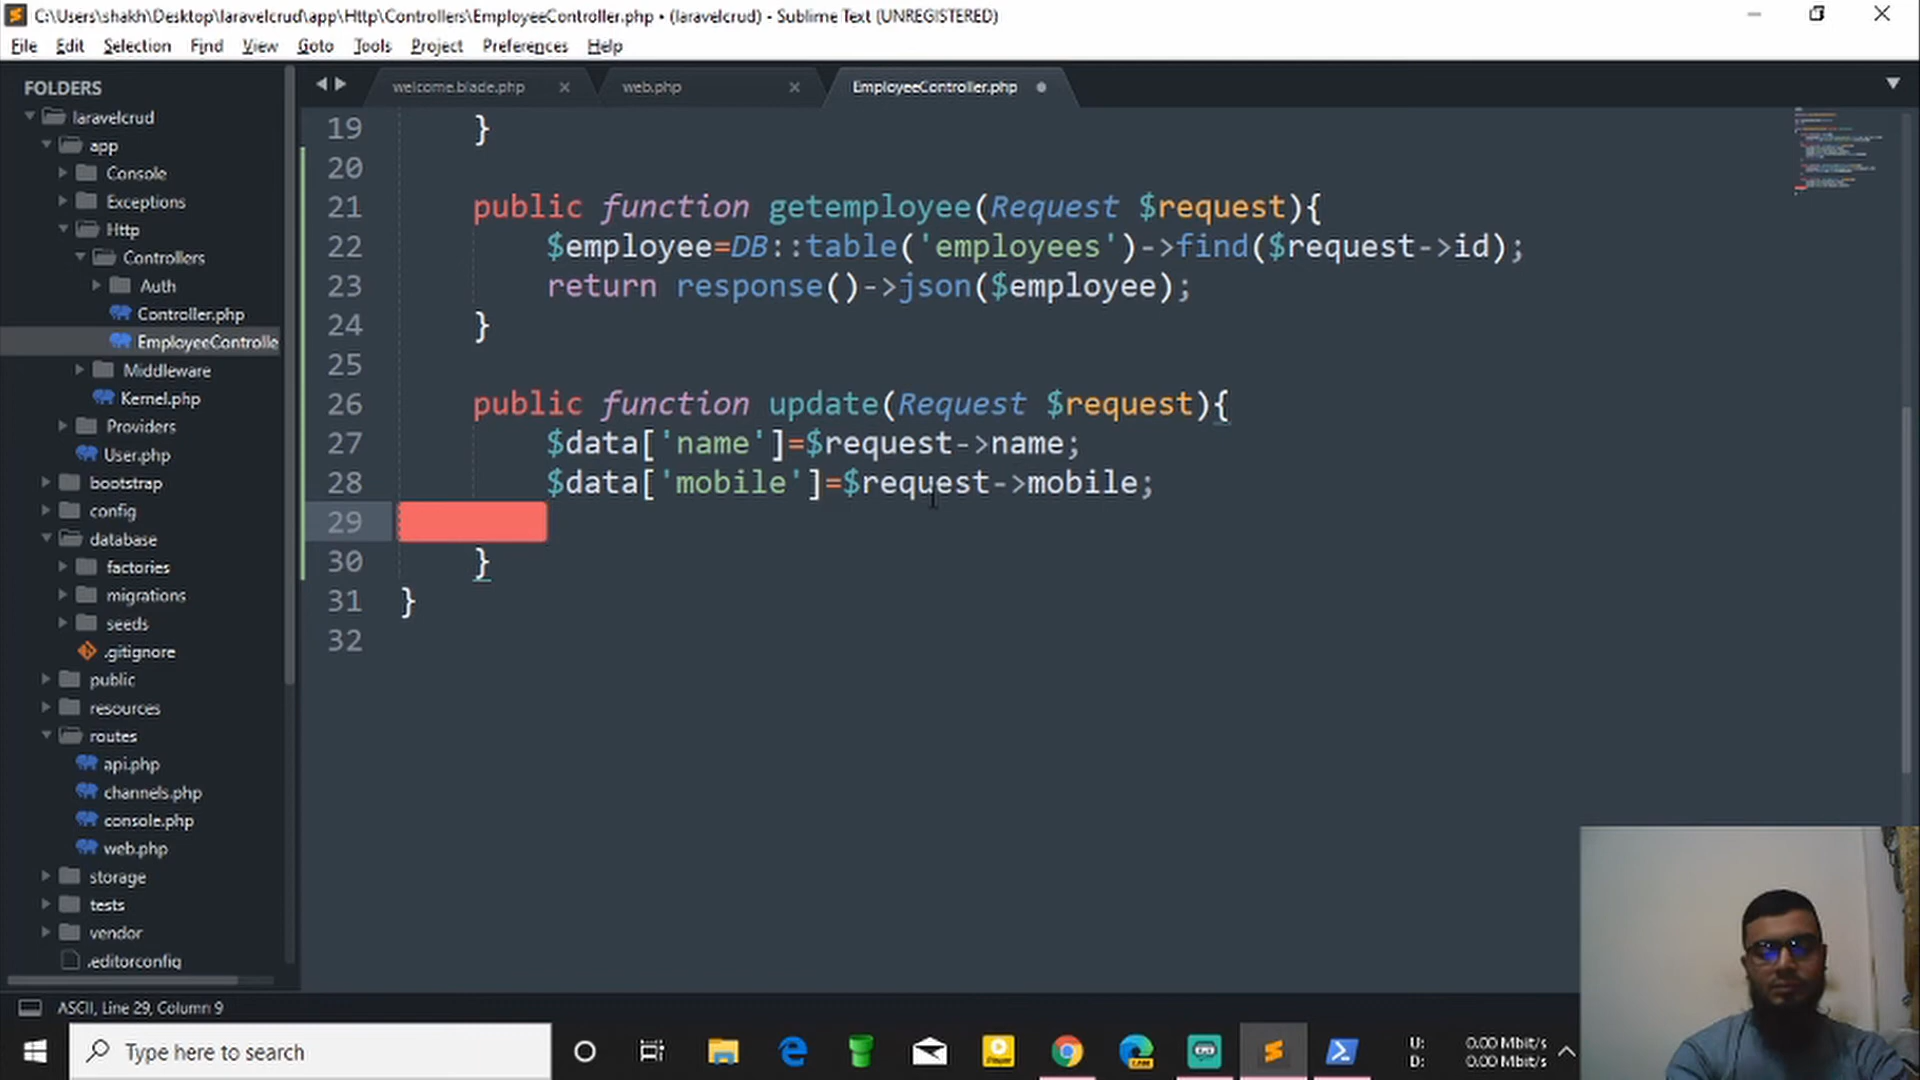 C:\Users\shakh\Desktop\laravelcrud\app\Http\Controllers\EmployeeController.php • (laravelcrud) - Sublime Text (UNREGISTERED)
File Edit Selection Find View Goto Tools Project Preferences Help
FOLDERS
laravelcrud
app
Console
Exceptions
Http
Controllers
Auth
Controller.php
EmployeeControlle
Middleware
Kernel.php
Providers
User.php
bootstrap
config
database
factories
migrations
seeds
.gitignore
public
resources
routes
api.php
channels.php
console.php
web.php
storage
tests
vendor
.editorconfig
welcome.blade.php web.php EmployeeController.php
19 }
20
21 public function getemployee(Request $request){
22 $employee=DB::table('employees')->find($request->id);
23 return response()->json($employee);
24 }
25
26 public function update(Request $request){
27 $data['name']=$request->name;
28 $data['mobile']=$request->mobile;
29
30 }
31 }
32
ASCII, Line 29, Column 9
Type here to search
U: 0.00 Mbit/s
D: 0.00 Mbit/s